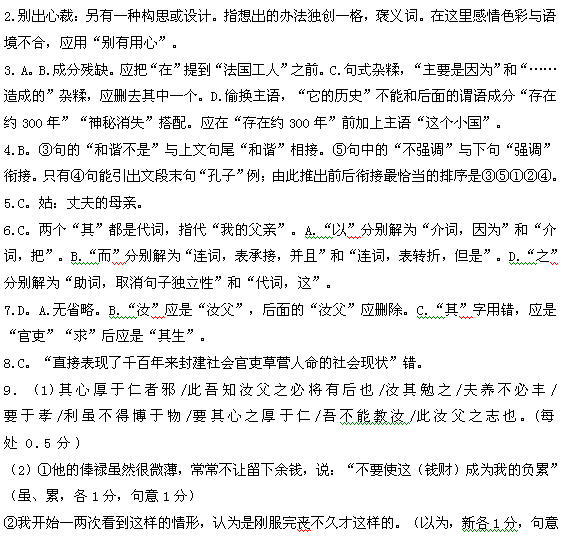 2.别出心裁：另有一种构思或设计。指想出的办法独创一格，褒义词。在这里感情色彩与语
境不合，应用“别有用心”。
3. A。B.成分残缺。应把“在”提到“法国工人”之前。C.句式杂糅，“主要是因为”和“……
造成的”杂糅，应删去其中一个。D.偷换主语，“它的历史”不能和后面的谓语成分“存在
约 300 年”“神秘消失”搭配。应在“存在约 300 年”前加上主语“这个小国”。
4.B。③句的“和谐不是”与上文句尾“和谐”相接。⑤句中的“不强调”与下句“强调”
衔接。只有④句能引出文段末句“孔子”例；由此推出前后衔接最恰当的排序是③⑤①②④。
5.C。姑：丈夫的母亲。
6.C。两个“其”都是代词，指代“我的父亲”。A.“以”分别解为“介词，因为”和“介
词，把”。B.“而”分别解为“连词，表承接，并且”和“连词，表转折，但是”。D.“之”
分别解为“助词，取消句子独立性”和“代词，这”。
7.D。A.无省略。B.“汝”应是“汝父”，后面的“汝父”应删除。C.“其”字用错，应是
“官吏”“求”后应是“其生”。
8.C。“直接表现了千百年来封建社会官吏草菅人命的社会现状”错。
9. (1)其心厚于仁者邪/此吾知汝父之必将有后也/汝其勉之/夫养不必丰/
要于孝/利虽不得博于物/要其心之厚于仁/吾不能教汝/此汝父之志也。(每
处 0.5 分)
（2）①他的俸禄虽然很微薄，常常不让留下余钱，说：“不要使这（钱财）成为我的负累”
（虽、累，各 1 分，句意 1 分）
②我开始一两次看到这样的情形，认为是刚服完丧不久才这样的。（以为，新各 1 分，句意